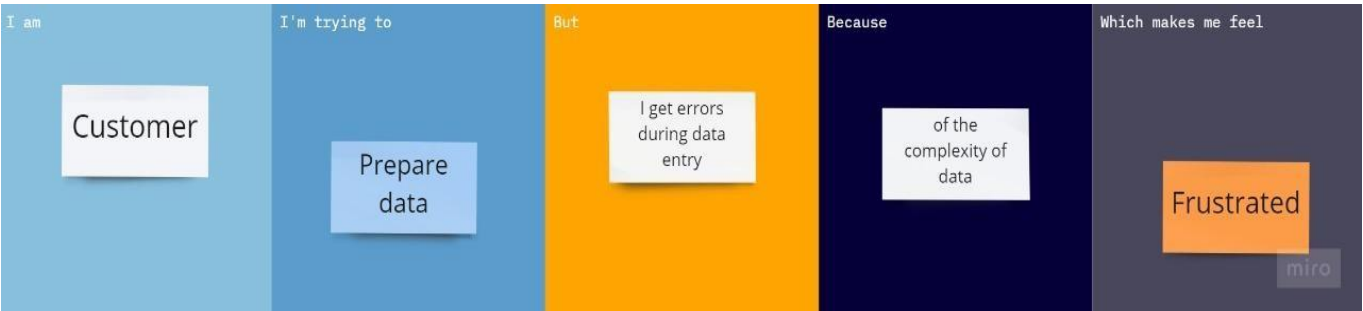 I am
Customer
I'm trying to
Prepare
data
But
I get errors
during data
entry
Because
of the
complexity of
data
Which makes me feel
Frustrated
miro